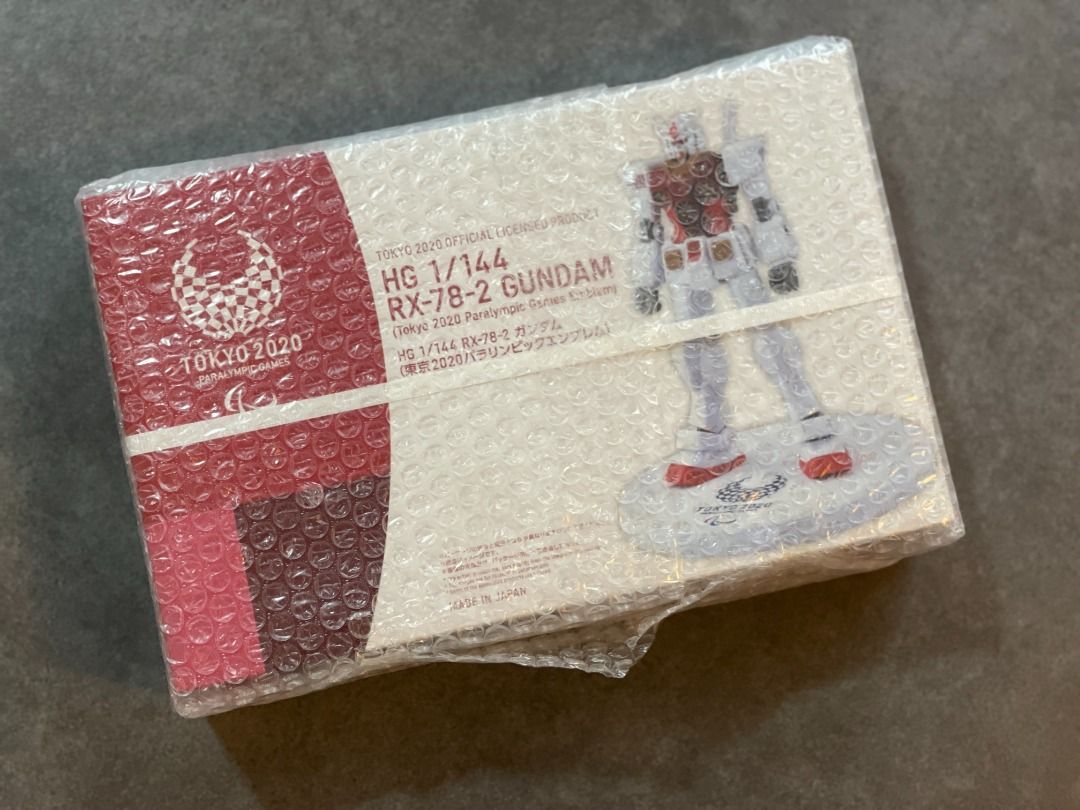 TOKYO 2020
PARALYMPIC GAMES
TOKYO 2020 OFFICIAL LICENSED PRODUCT
HG 1/144
RX-78-2 GUNDAM
(Tokyo 2020 Paralympic Games Emblem)
HG 1/144 RX-78-2 ガンダム
(東京2020パラリンピックエンブレム)
TOKYO 2020
MADE IN JAPAN